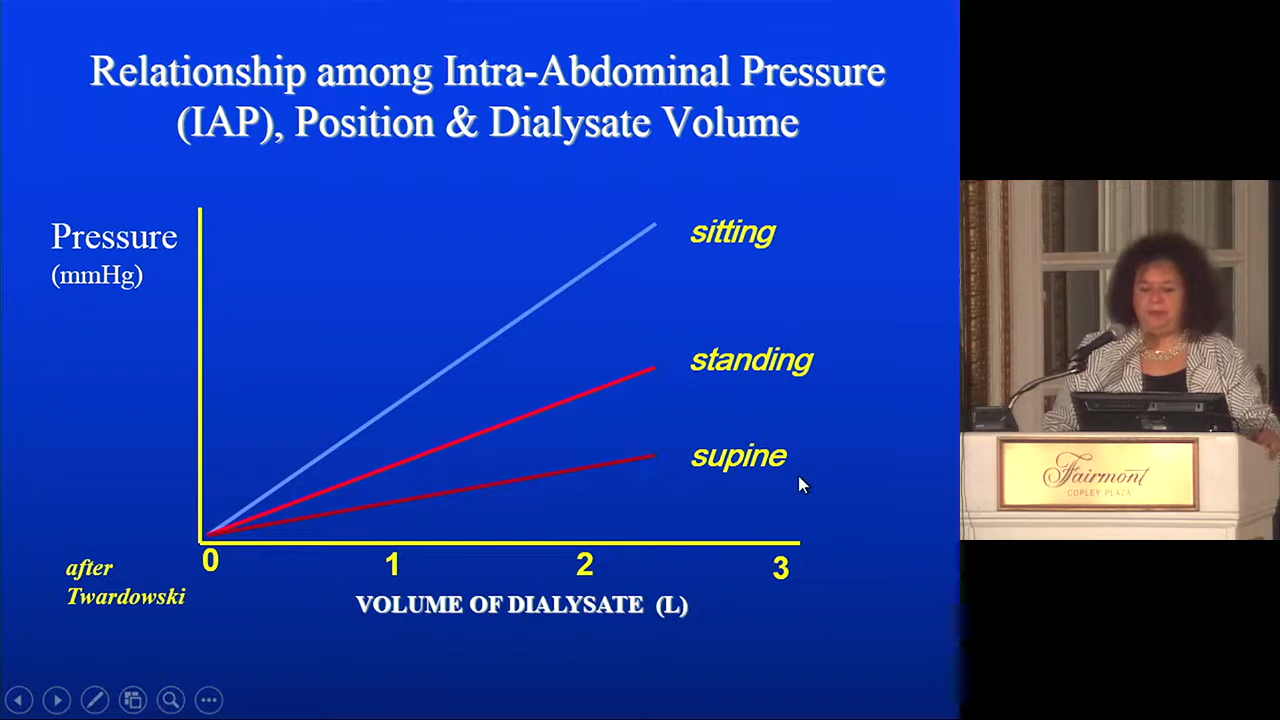 Relationship among Intra-Abdominal Pressure
(IAP), Position & Dialysate Volume
Pressure
(mmHg)
sitting
standing
supine
0
1
2
3
after
Twardowski
VOLUME OF DIALYSATE (L)
Fairmont
COPLEY PLAZA